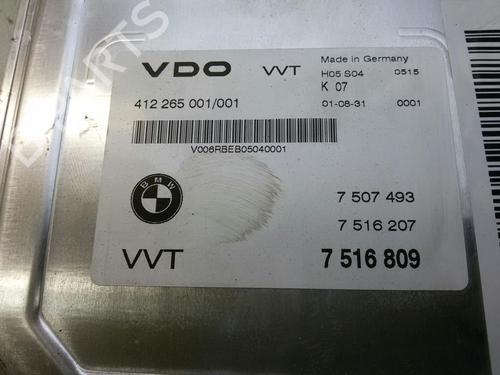 VDO VVT Made in Germany
H05 S04 0515
K 07
412 265 001/001 01-08-31 0001
V006RBEB05040001
BMW
7 507 493
7 516 207
VVT 7 516 809